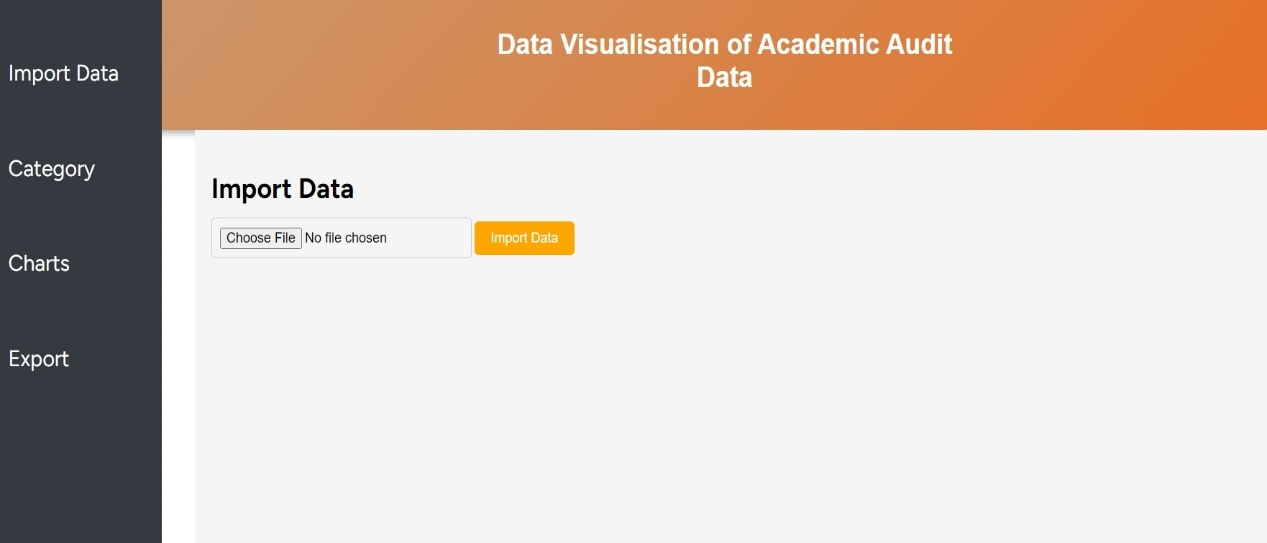 Data Visualisation of Academic Audit
Data
Import Data
Category
Charts
Export
Import Data
Choose File No file chosen Import Data